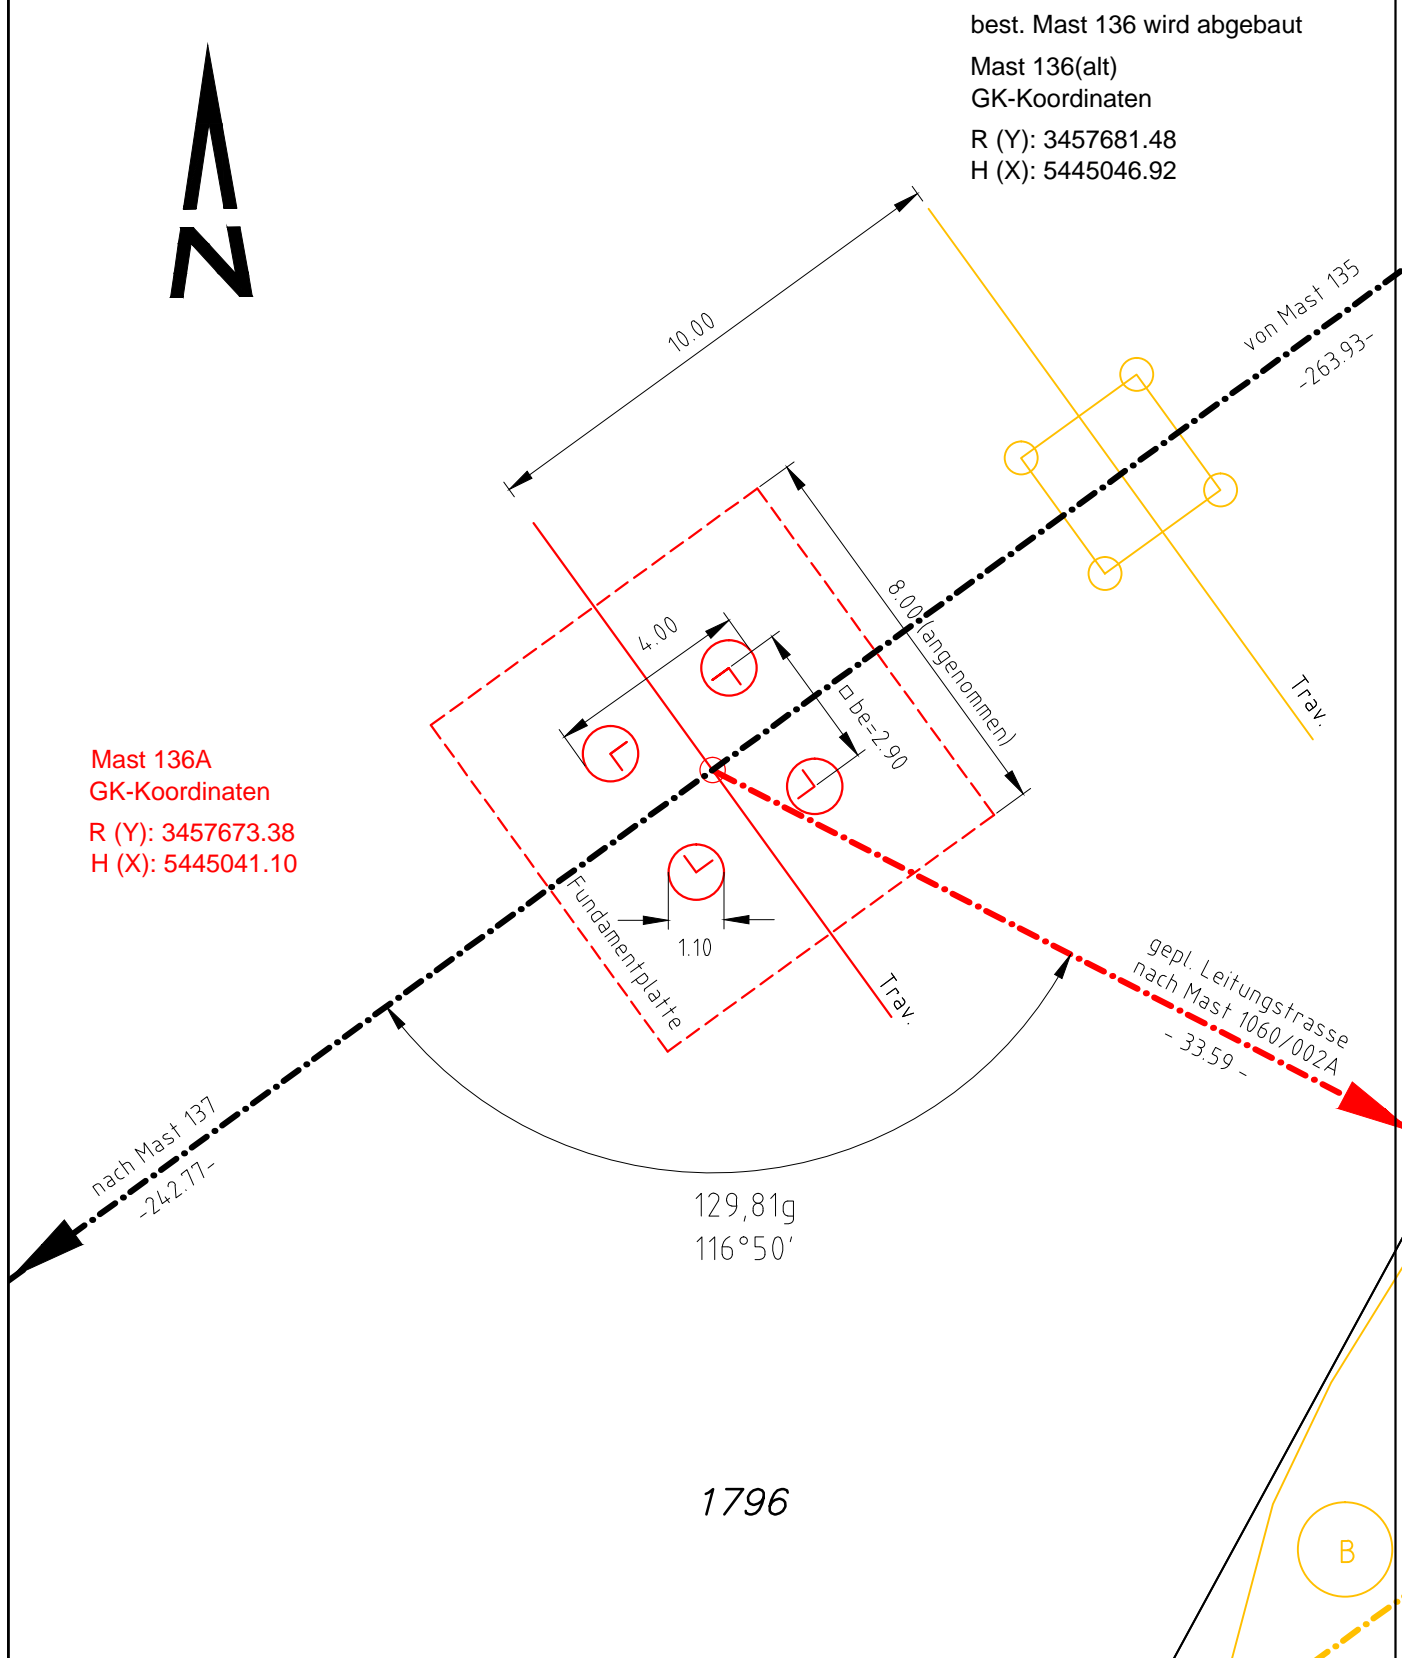 best. Mast 136 wird abgebaut
Mast 136(alt)
GK-Koordinaten
R (Y): 3457681.48
H (X): 5445046.92
N
10.00
von Mast 135
-263.93-
8.00 (angenommen)
4.00
□ be=2.90
Trav.
Mast 136A
GK-Koordinaten
R (Y): 3457673.38
H (X): 5445041.10
Fundamentplatte
1.10
Trav.
gepl. Leitungstrasse
nach Mast 1060/002A
- 33.59 -
nach Mast 137
-242.77-
129,81g
116°50'
1796
B